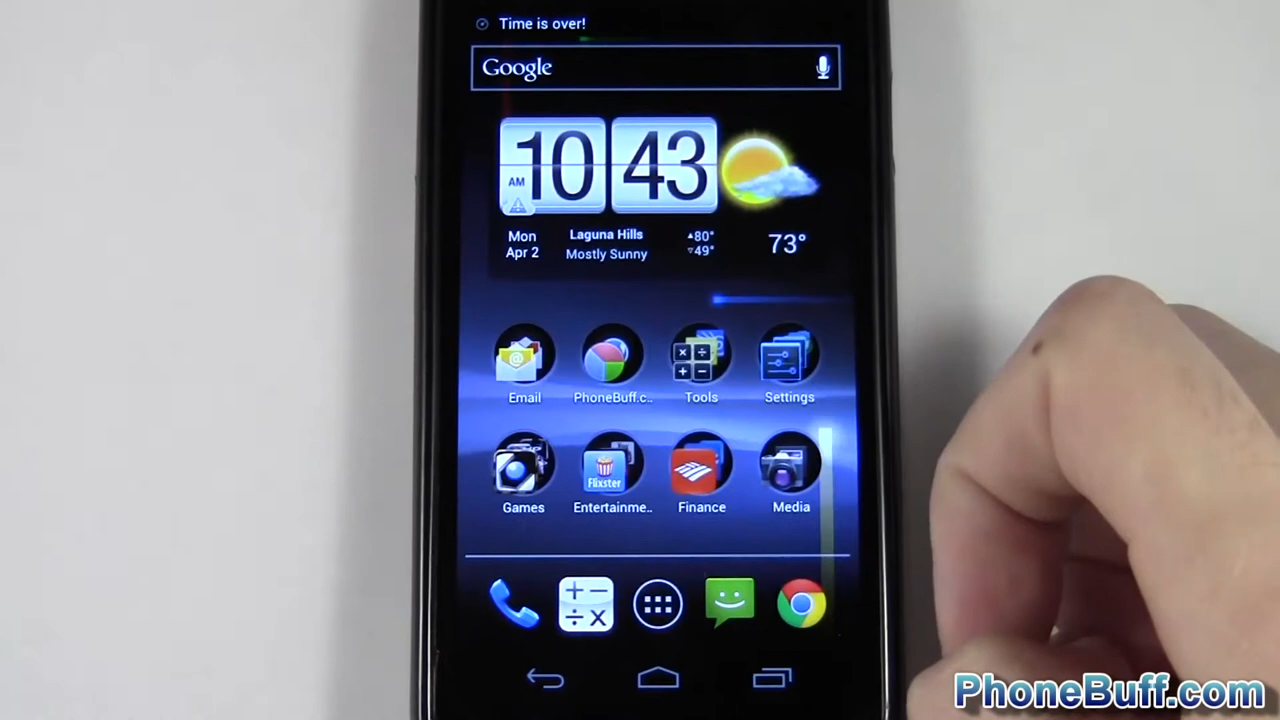 Time is over!
Google
10 43
AM
Mon
Apr 2
Laguna Hills
Mostly Sunny
▲80°
▽49°
73°
Email
PhoneBuff.c..
Tools
Settings
Flixster
Games
Entertainme..
Finance
Media
PhoneBuff.com